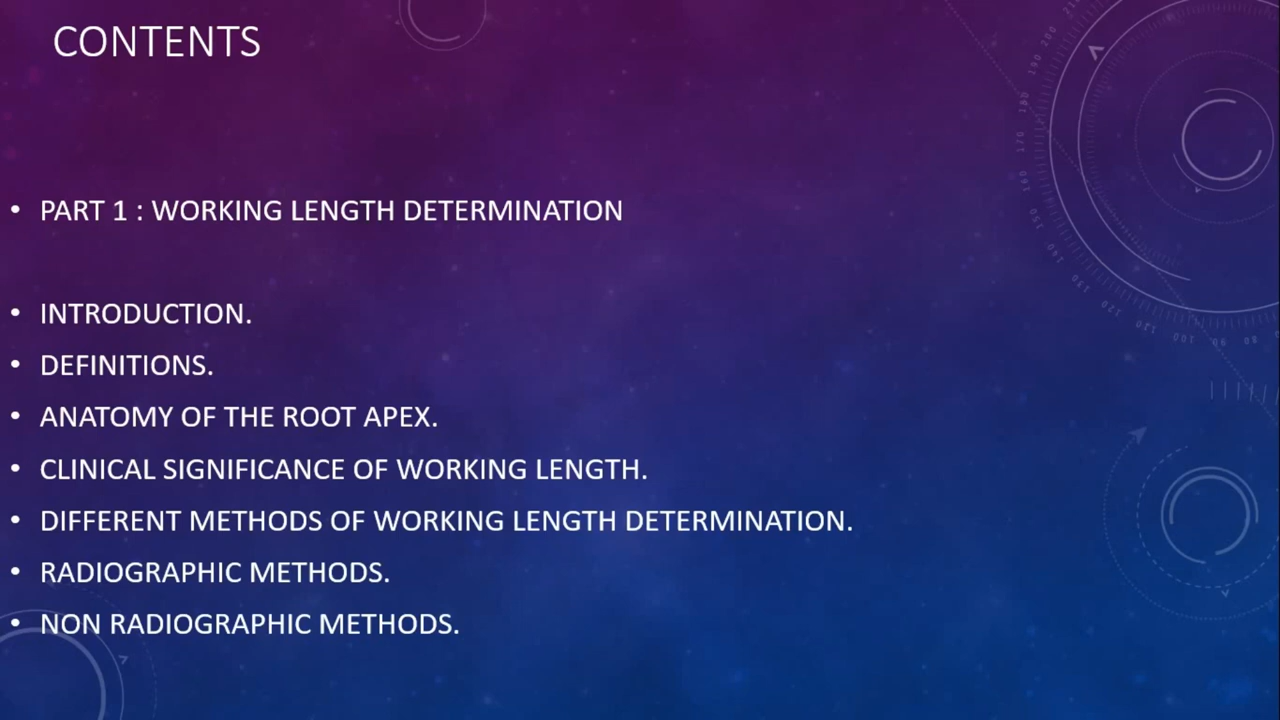 CONTENTS
• PART 1 : WORKING LENGTH DETERMINATION
• INTRODUCTION.
• DEFINITIONS.
• ANATOMY OF THE ROOT APEX.
• CLINICAL SIGNIFICANCE OF WORKING LENGTH.
• DIFFERENT METHODS OF WORKING LENGTH DETERMINATION.
• RADIOGRAPHIC METHODS.
• NON RADIOGRAPHIC METHODS.